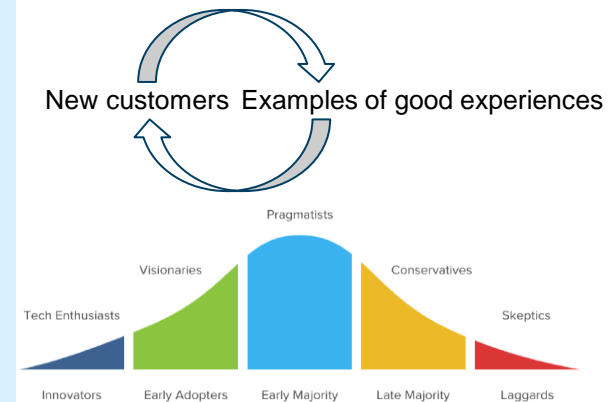 New customers Examples of good experiences
Pragmatists
Visionaries
Conservatives
Tech Enthusiasts
Skeptics
Innovators Early Adopters Early Majority Late Majority Laggards